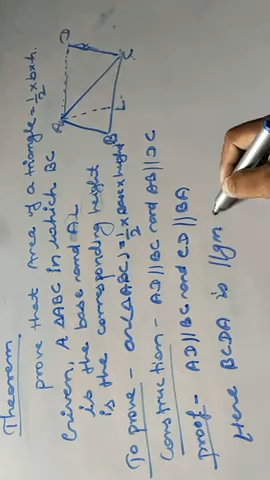 Theorem
prove that Area of a triangle = 1/2 x b x h.
Given, A △ABC in which BC
is the base and AL
is the corresponding height
To prove - ar(△ABC) = 1/2 x Base x height
Construction - AD||BC and AB||DC
proof - AD||BC and CD||BA
Here BCDA is ||gm
A
B
C
D
L